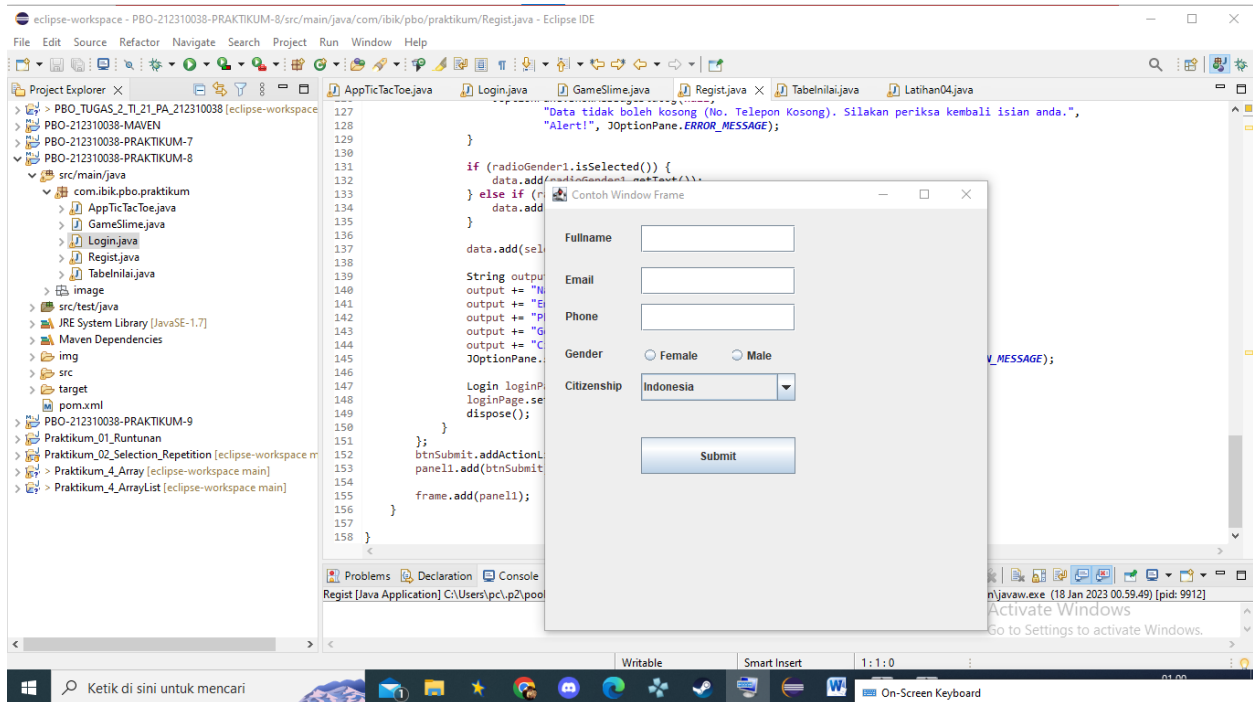 eclipse-workspace - PBO-212310038-PRAKTIKUM-8/src/main/java/com/ibik/pbo/praktikum/Regist.java - Eclipse IDE
File Edit Source Refactor Navigate Search Project Run Window Help
Project Explorer
AppTicTacToe.java Login.java GameSlime.java Regist.java Tabelnilai.java Latihan04.java
> PBO_TUGAS_2_TI_21_PA_212310038 [eclipse-workspace
PBO-212310038-MAVEN
PBO-212310038-PRAKTIKUM-7
PBO-212310038-PRAKTIKUM-8
src/main/java
com.ibik.pbo.praktikum
AppTicTacToe.java
GameSlime.java
Login.java
Regist.java
Tabelnilai.java
image
src/test/java
JRE System Library [JavaSE-1.7]
Maven Dependencies
img
src
target
pom.xml
PBO-212310038-PRAKTIKUM-9
Praktikum_01_Runtunan
Praktikum_02_Selection_Repetition [eclipse-workspace m
> Praktikum_4_Array [eclipse-workspace main]
> Praktikum_4_ArrayList [eclipse-workspace main]
127 "Data tidak boleh kosong (No. Telepon Kosong). Silakan periksa kembali isian anda.",
128 "Alert!", JOptionPane.ERROR_MESSAGE);
129 }
130
131 if (radioGender1.isSelected()) {
132 data.add(radioGender1.getText());
133 } else if (r
134 data.add
135 }
136
137 data.add(sel
138
139 String outpu
140 output += "N
141 output += "E
142 output += "P
143 output += "G
144 output += "C
145 JOptionPane. N_MESSAGE);
146
147 Login loginP
148 loginPage.se
149 dispose();
150 }
151 };
152 btnSubmit.addActionL
153 panel1.add(btnSubmit
154
155 frame.add(panel1);
156 }
157
158 }
Contoh Window Frame
Fullname
Email
Phone
Gender Female Male
Citizenship Indonesia
Submit
Problems Declaration Console
Regist [Java Application] C:\Users\pc\.p2\pool n\javaw.exe (18 Jan 2023 00.59.49) [pid: 9912]
Activate Windows
Go to Settings to activate Windows.
Writable Smart Insert 1 : 1 : 0
Ketik di sini untuk mencari
On-Screen Keyboard